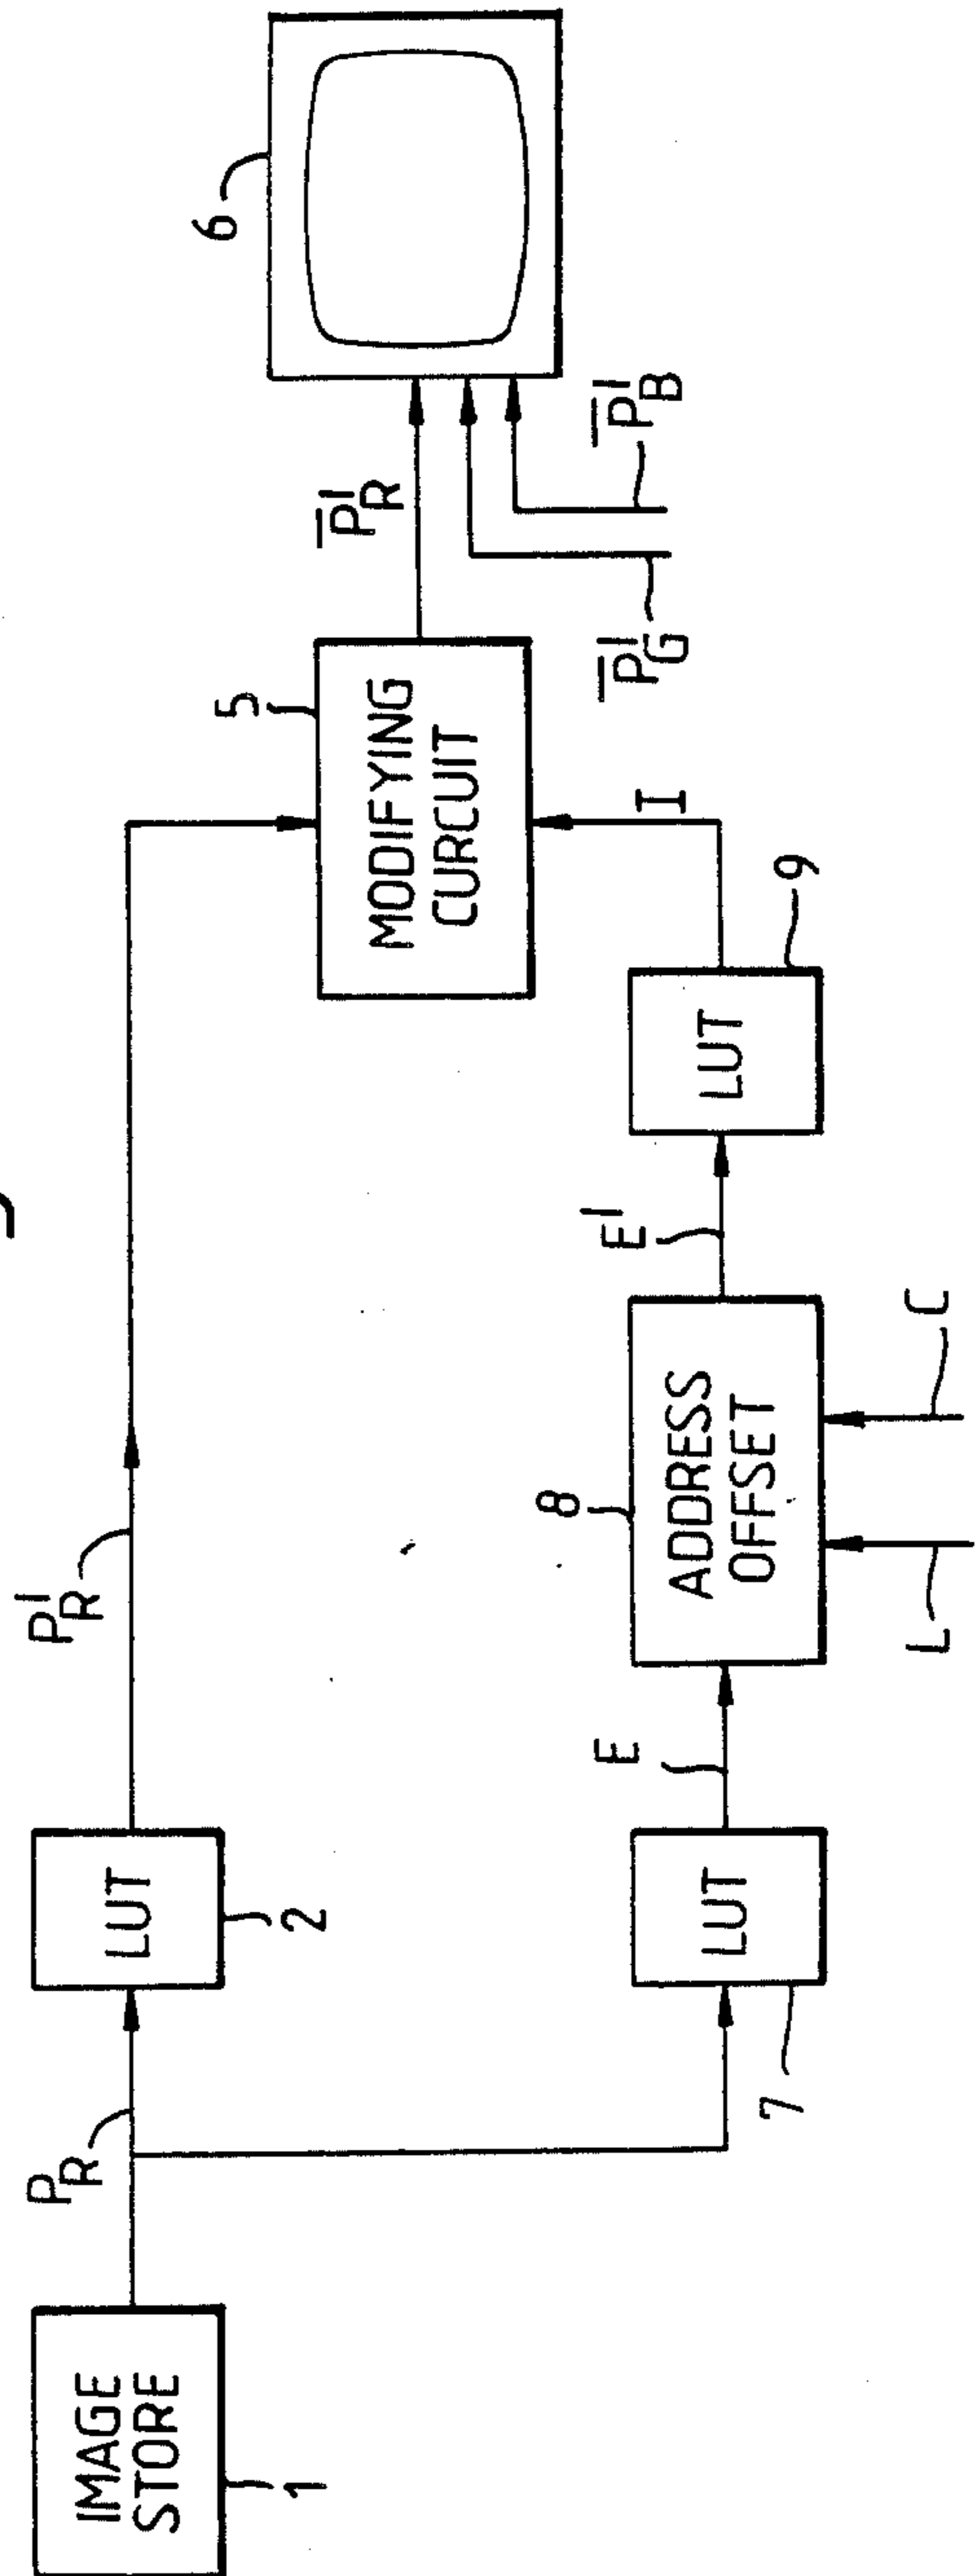 IMAGE
STORE
1
P_R
LUT
2
P'_R
LUT
7
E
ADDRESS
OFFSET
8
L
C
E'
LUT
9
I
MODIFYING
CURCUIT
5
P̅'_R
P̅'_G
P̅'_B
6